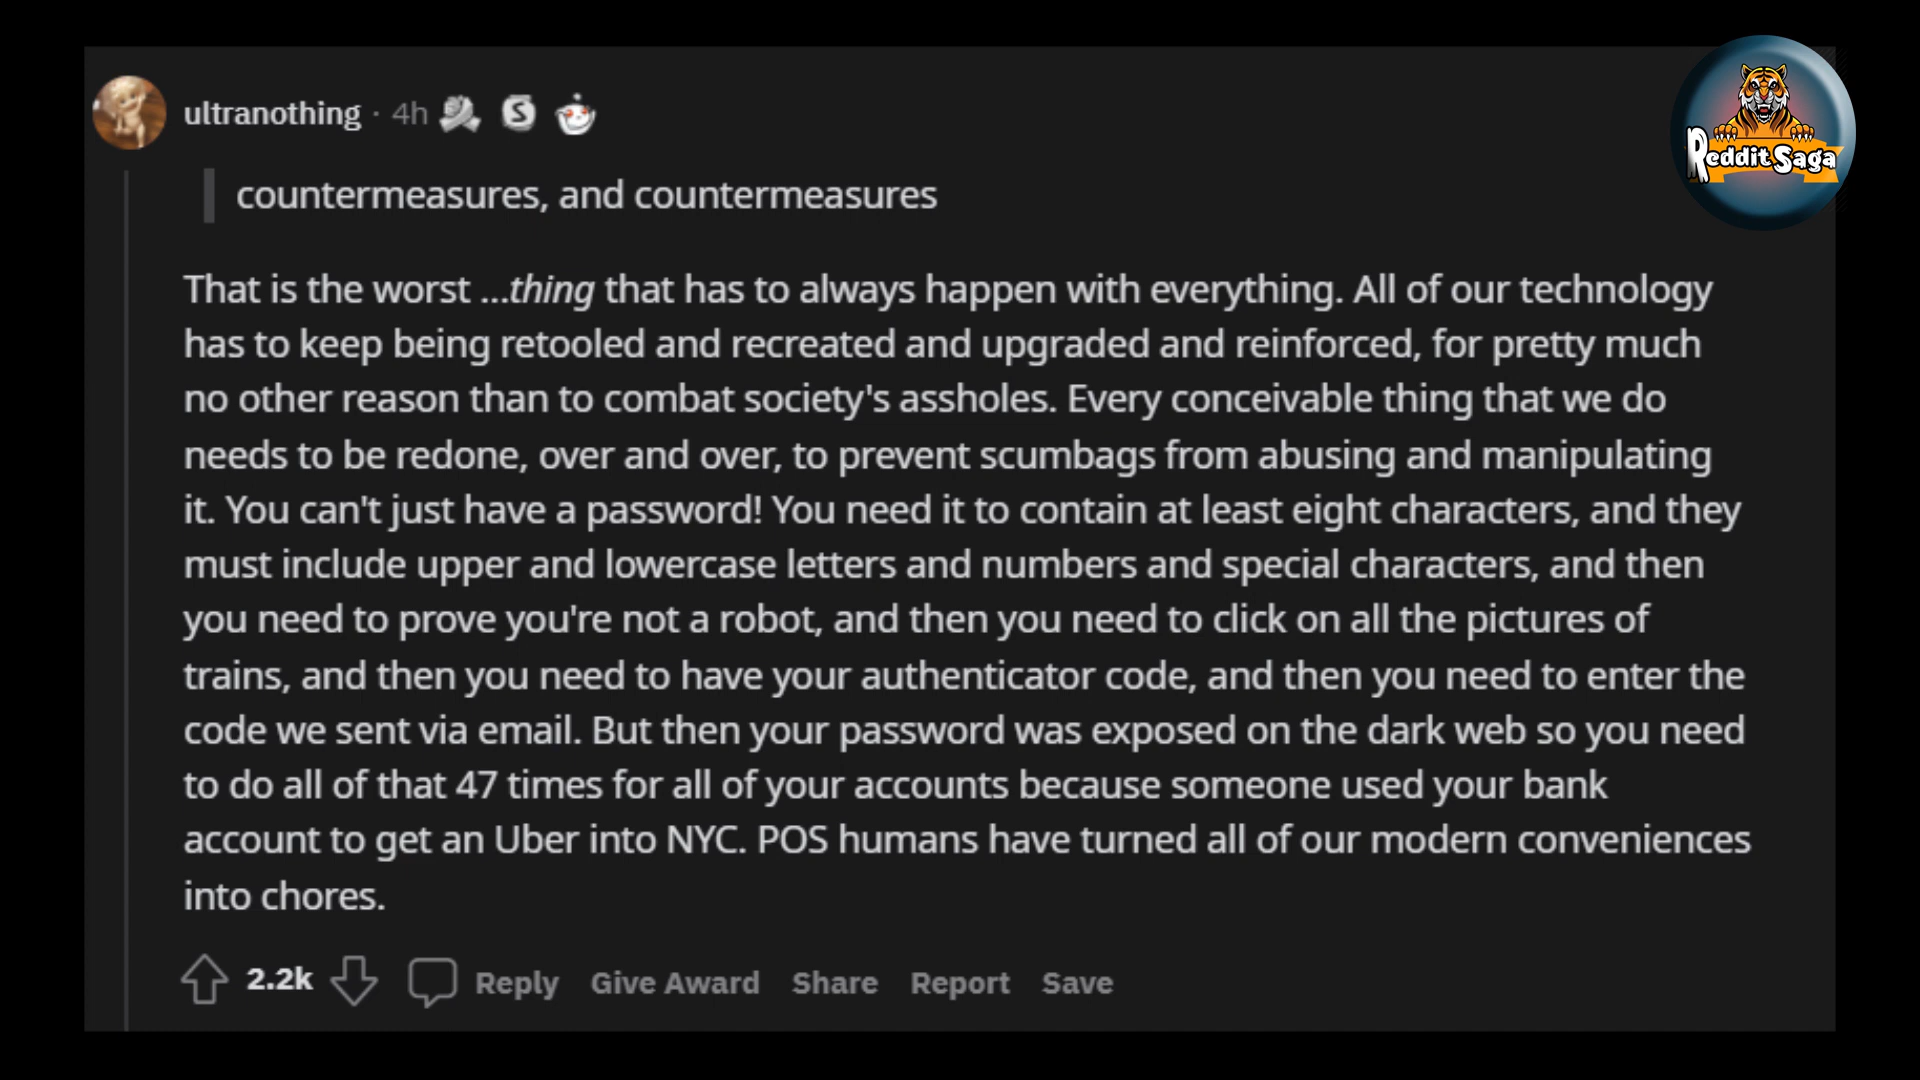 ultranothing · 4h
S
Reddit Saga
countermeasures, and countermeasures
That is the worst ...thing that has to always happen with everything. All of our technology
has to keep being retooled and recreated and upgraded and reinforced, for pretty much
no other reason than to combat society's assholes. Every conceivable thing that we do
needs to be redone, over and over, to prevent scumbags from abusing and manipulating
it. You can't just have a password! You need it to contain at least eight characters, and they
must include upper and lowercase letters and numbers and special characters, and then
you need to prove you're not a robot, and then you need to click on all the pictures of
trains, and then you need to have your authenticator code, and then you need to enter the
code we sent via email. But then your password was exposed on the dark web so you need
to do all of that 47 times for all of your accounts because someone used your bank
account to get an Uber into NYC. POS humans have turned all of our modern conveniences
into chores.
2.2k Reply Give Award Share Report Save